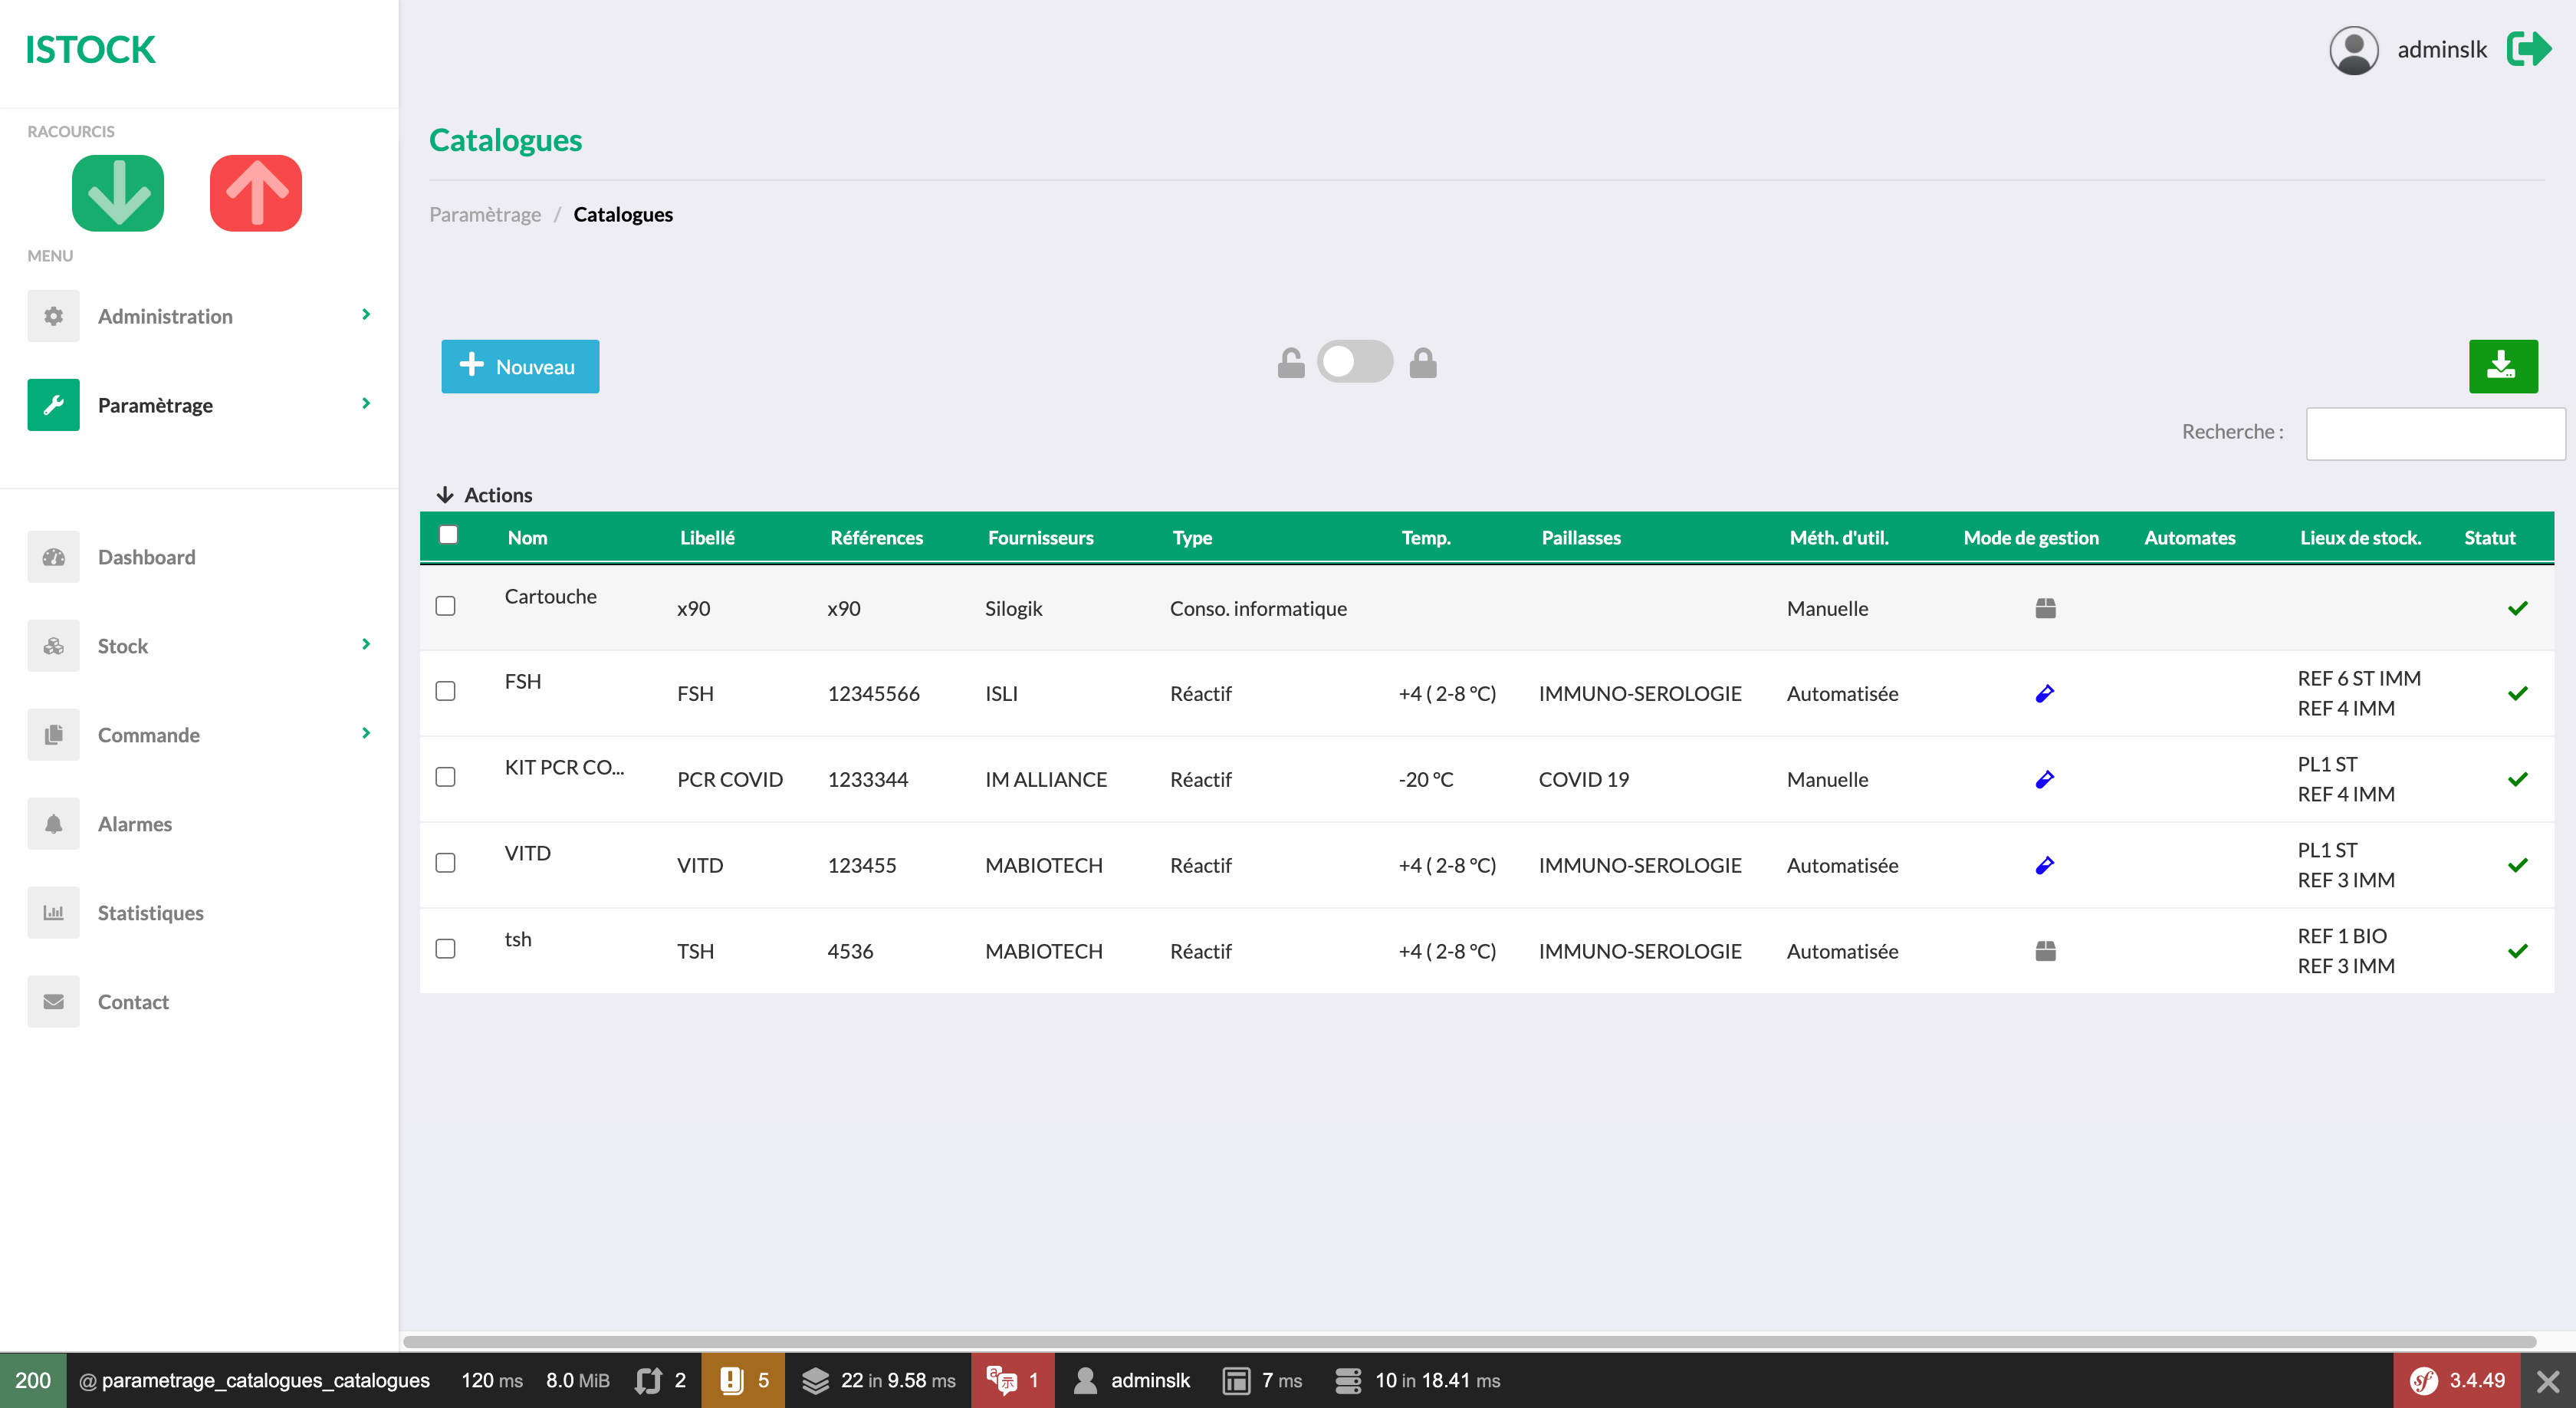 ISTOCK
adminslk
RACOURCIS
MENU
Administration
Paramètrage
Dashboard
Stock
Commande
Alarmes
Statistiques
Contact
Catalogues
Paramètrage / Catalogues
Nouveau
Recherche :
Actions
Nom Libellé Références Fournisseurs Type Temp. Paillasses Méth. d'util. Mode de gestion Automates Lieux de stock. Statut
Cartouche x90 x90 Silogik Conso. informatique Manuelle
FSH FSH 12345566 ISLI Réactif +4 ( 2-8 °C) IMMUNO-SEROLOGIE Automatisée REF 6 ST IMM
REF 4 IMM
KIT PCR CO... PCR COVID 1233344 IM ALLIANCE Réactif -20 °C COVID 19 Manuelle PL1 ST
REF 4 IMM
VITD VITD 123455 MABIOTECH Réactif +4 ( 2-8 °C) IMMUNO-SEROLOGIE Automatisée PL1 ST
REF 3 IMM
tsh TSH 4536 MABIOTECH Réactif +4 ( 2-8 °C) IMMUNO-SEROLOGIE Automatisée REF 1 BIO
REF 3 IMM
200 @ parametrage_catalogues_catalogues 120 ms 8.0 MiB 2 5 22 in 9.58 ms 1 adminslk 7 ms 10 in 18.41 ms 3.4.49